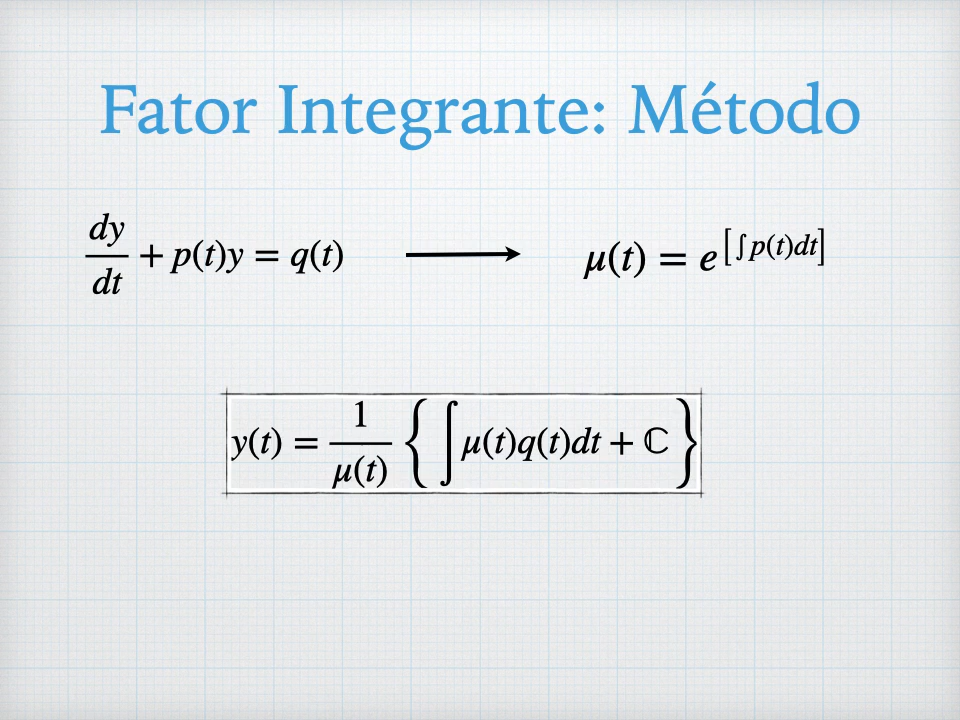 Fator Integrante: Método
dy/dt + p(t)y = q(t) ⟶ μ(t) = e^[∫p(t)dt]
y(t) = 1/μ(t) { ∫μ(t)q(t)dt + ℂ }